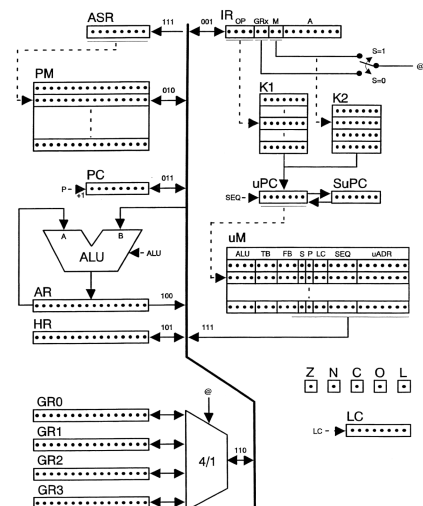 ASR
111
001
IR
OP GRx M A
S=1
@
S=0
PM
010
K1
K2
PC
P
+1
011
uPC
SuPC
SEQ
A B
ALU
ALU
uM
ALU TB FB S P LC SEQ uADR
AR
100
HR
101
111
Z N C O L
@
LC
LC
GR0
GR1
GR2
GR3
4/1
110